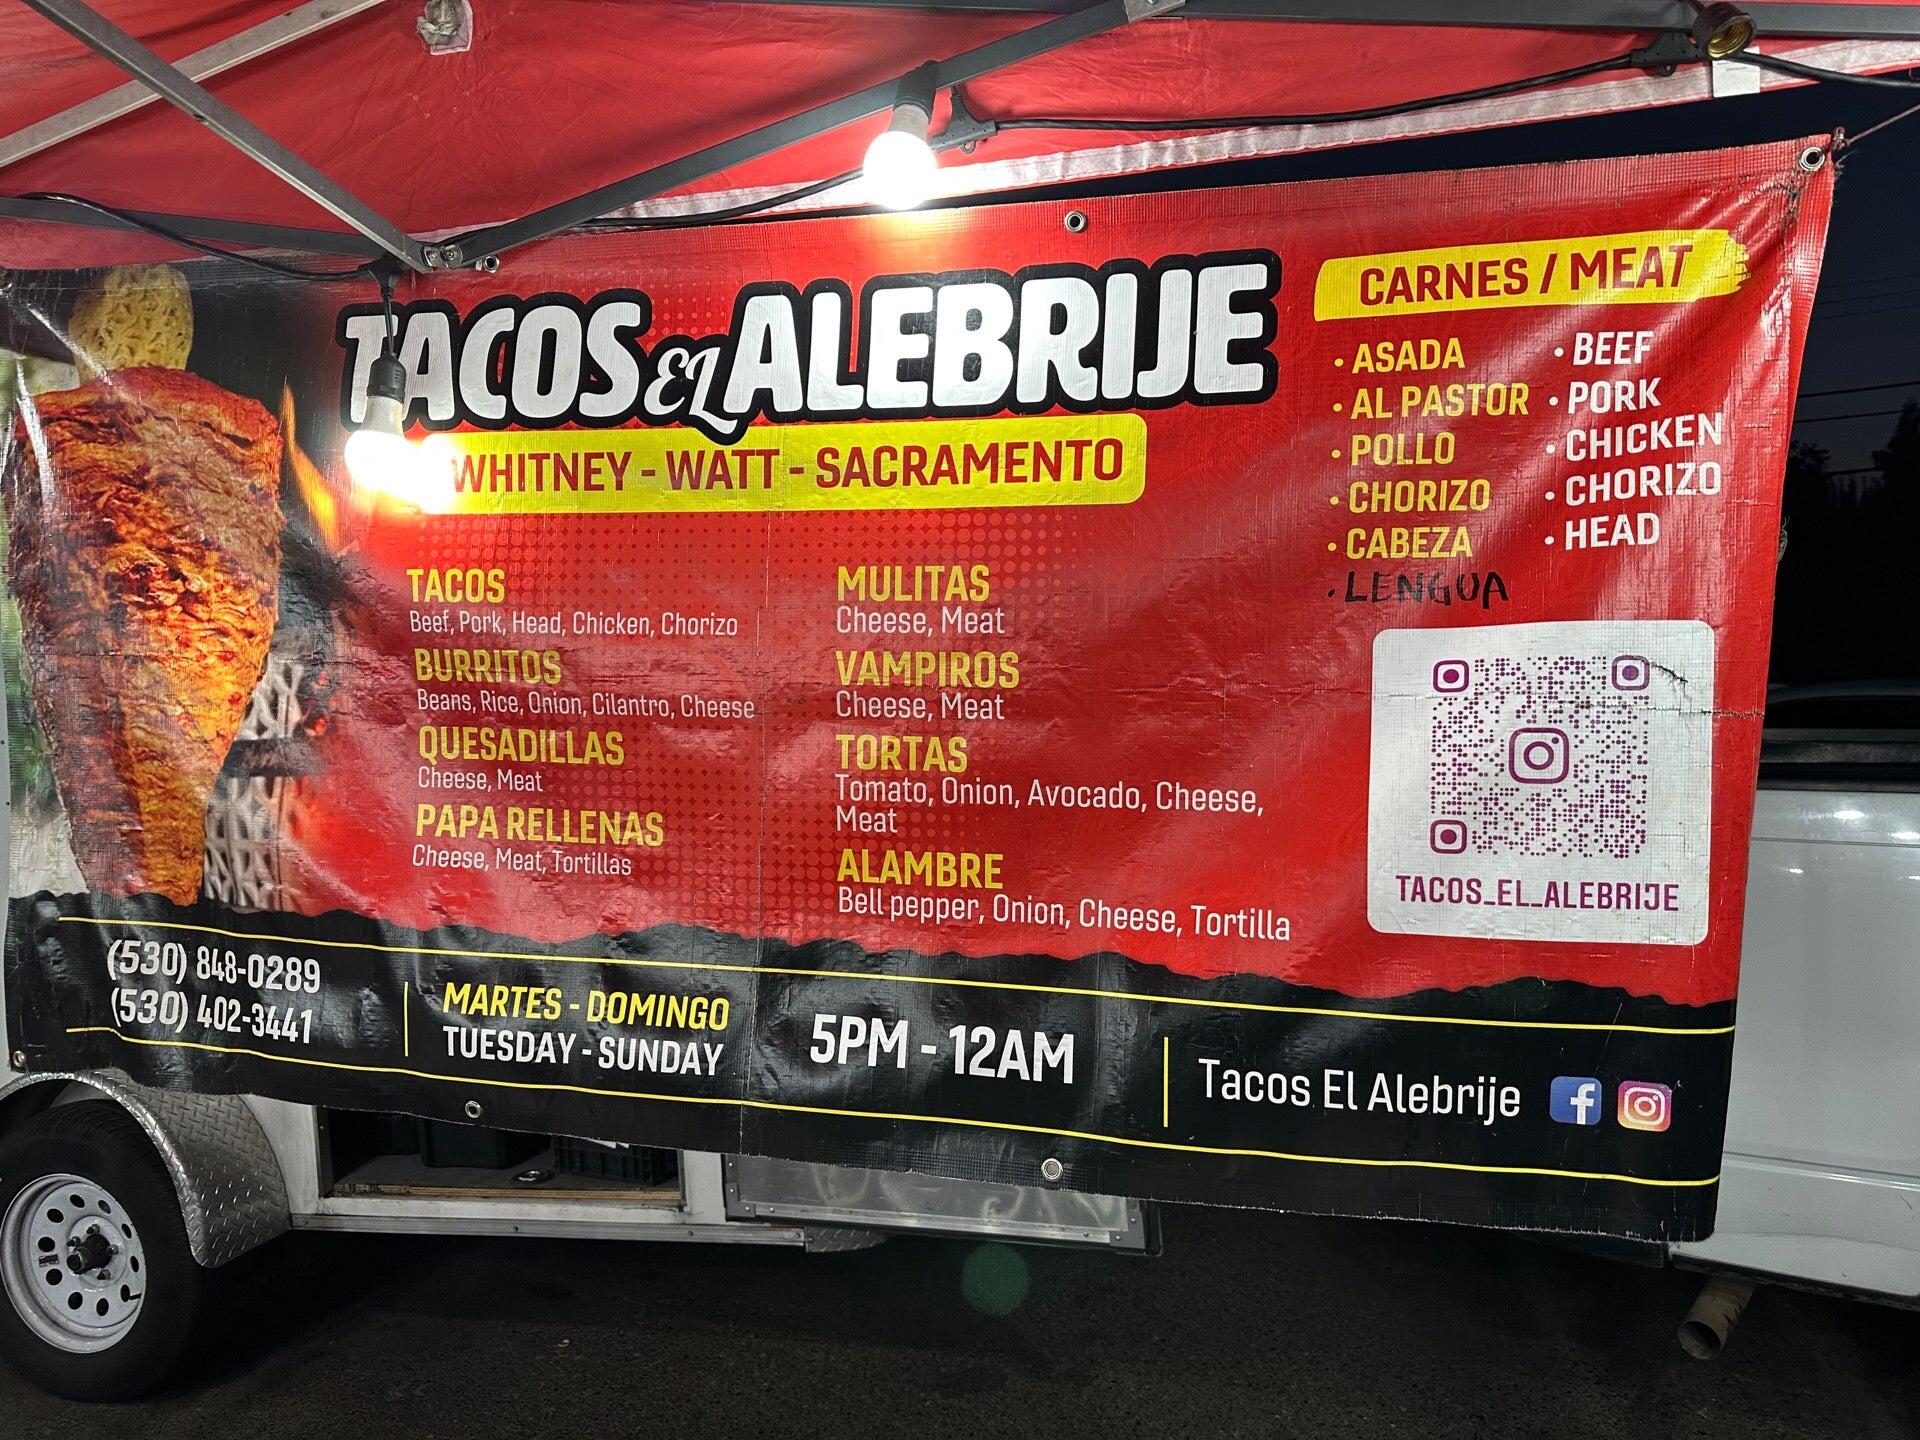 TACOS EL ALEBRIJE
WHITNEY - WATT - SACRAMENTO
TACOS
Beef, Pork, Head, Chicken, Chorizo
BURRITOS
Beans, Rice, Onion, Cilantro, Cheese
QUESADILLAS
Cheese, Meat
PAPA RELLENAS
Cheese, Meat, Tortillas
MULITAS
Cheese, Meat
VAMPIROS
Cheese, Meat
TORTAS
Tomato, Onion, Avocado, Cheese,
Meat
ALAMBRE
Bell pepper, Onion, Cheese, Tortilla
CARNES / MEAT
• ASADA
• AL PASTOR
• POLLO
• CHORIZO
• CABEZA
• LENGUA
• BEEF
• PORK
• CHICKEN
• CHORIZO
• HEAD
TACOS_EL_ALEBRIJE
(530) 848-0289
(530) 402-3441
MARTES - DOMINGO
TUESDAY - SUNDAY
5PM - 12AM
Tacos El Alebrije